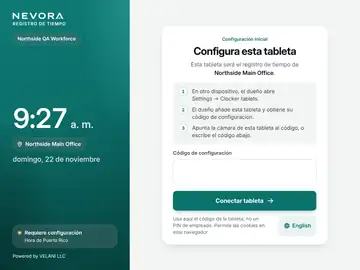 NEVORA
REGISTRO DE TIEMPO
Northside QA Workforce
9:27 a. m.
Northside Main Office
domingo, 22 de noviembre
Requiere configuración
Hora de Puerto Rico
Powered by VELANI LLC
Configuración inicial
Configura esta tableta
Esta tableta será el registro de tiempo de
Northside Main Office.
1 En otro dispositivo, el dueño abre
Settings → Clocker tablets.
2 El dueño añade esta tableta y obtiene su
código de configuración.
3 Apunta la cámara de esta tableta al código, o
escribe el código abajo.
Código de configuración
Conectar tableta →
Usa aquí el código de la tableta, no un
PIN de empleado. Permite las cookies en
este navegador.
English